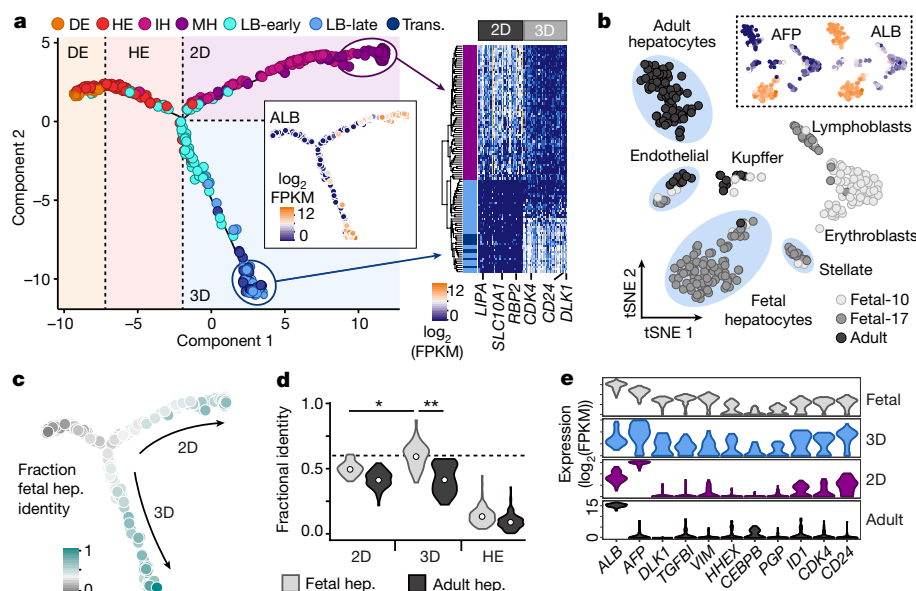 DE HE IH MH LB-early LB-late Trans.
a
5
0
−5
−10
Component 2
DE
HE
2D
3D
ALB
log2
FPKM
12
0
−10 −5 0 5 10
Component 1
2D 3D
12
0
log2
(FPKM)
LIPA
SLC10A1
RBP2
CDK4
CD24
DLK1
b
Adult
hepatocytes
AFP ALB
Endothelial
Kupffer
Lymphoblasts
Erythroblasts
Stellate
Fetal
hepatocytes
tSNE 2
tSNE 1
Fetal-10
Fetal-17
Adult
c
2D
3D
Fraction
fetal hep.
identity
1
0
d
Fractional identity
1.0
0.5
0.0
*
**
2D 3D HE
Fetal hep. Adult hep.
e
Expression
(log2(FPKM))
15
0
Fetal
3D
2D
Adult
ALB
AFP
DLK1
TGFBI
VIM
HHEX
CEBPB
PGP
ID1
CDK4
CD24